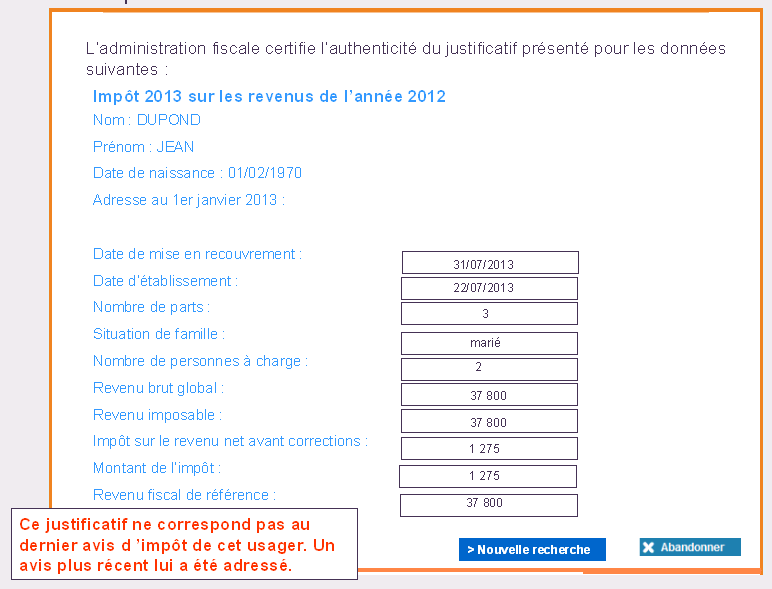 L'administration fiscale certifie l'authenticité du justificatif présenté pour les données
suivantes :
Impôt 2013 sur les revenus de l'année 2012
Nom : DUPOND
Prénom : JEAN
Date de naissance : 01/02/1970
Adresse au 1er janvier 2013 :
Date de mise en recouvrement : 31/07/2013
Date d'établissement : 22/07/2013
Nombre de parts : 3
Situation de famille : marié
Nombre de personnes à charge : 2
Revenu brut global : 37 800
Revenu imposable : 37 800
Impôt sur le revenu net avant corrections : 1 275
Montant de l'impôt : 1 275
Revenu fiscal de référence : 37 800
Ce justificatif ne correspond pas au
dernier avis d 'impôt de cet usager. Un
avis plus récent lui a été adressé.
> Nouvelle recherche
Abandonner